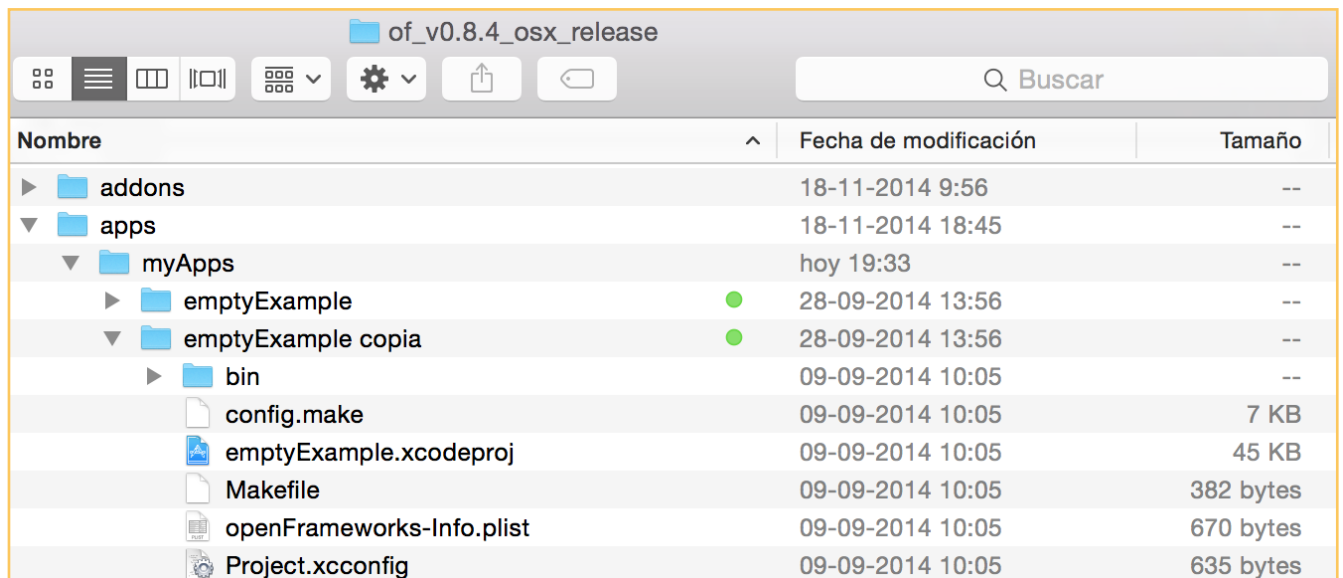 of_v0.8.4_osx_release
Buscar
Nombre Fecha de modificación Tamaño
addons 18-11-2014 9:56 --
apps 18-11-2014 18:45 --
myApps hoy 19:33 --
emptyExample 28-09-2014 13:56 --
emptyExample copia 28-09-2014 13:56 --
bin 09-09-2014 10:05 --
config.make 09-09-2014 10:05 7 KB
emptyExample.xcodeproj 09-09-2014 10:05 45 KB
Makefile 09-09-2014 10:05 382 bytes
openFrameworks-Info.plist 09-09-2014 10:05 670 bytes
Project.xcconfig 09-09-2014 10:05 635 bytes